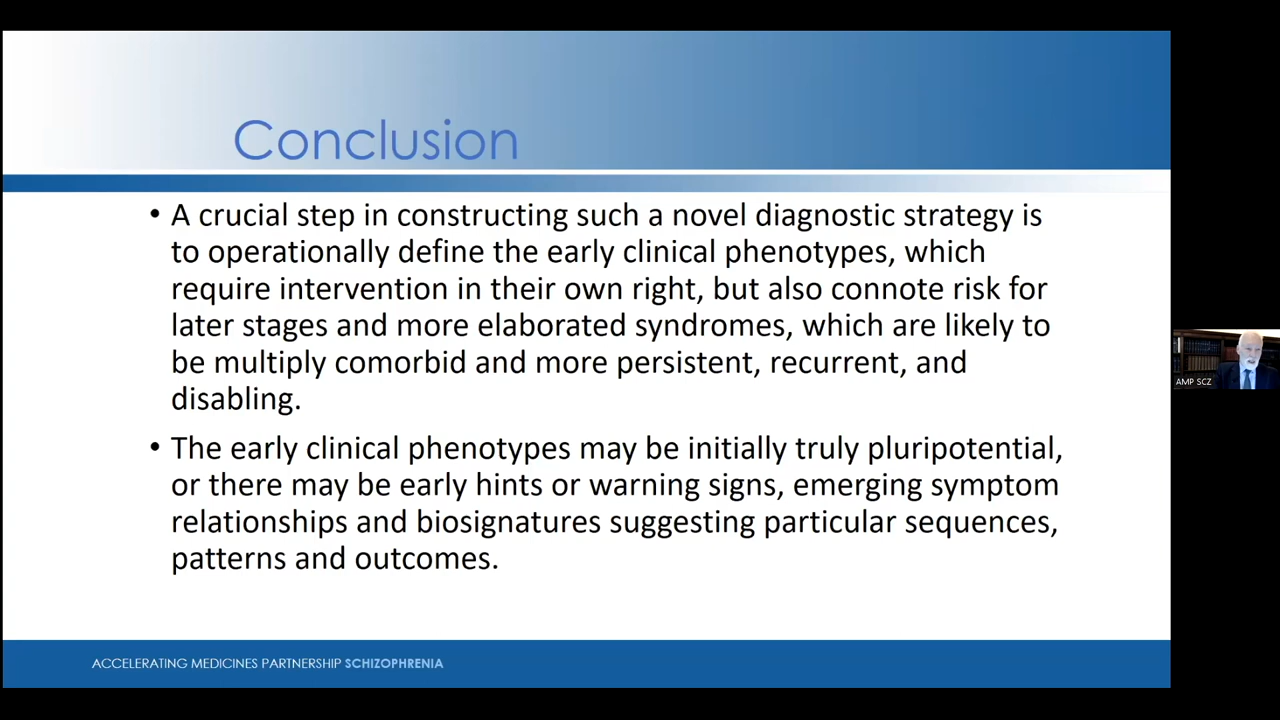 Conclusion
• A crucial step in constructing such a novel diagnostic strategy is
to operationally define the early clinical phenotypes, which
require intervention in their own right, but also connote risk for
later stages and more elaborated syndromes, which are likely to
be multiply comorbid and more persistent, recurrent, and
disabling.
• The early clinical phenotypes may be initially truly pluripotential,
or there may be early hints or warning signs, emerging symptom
relationships and biosignatures suggesting particular sequences,
patterns and outcomes.
AMP SCZ
ACCELERATING MEDICINES PARTNERSHIP SCHIZOPHRENIA